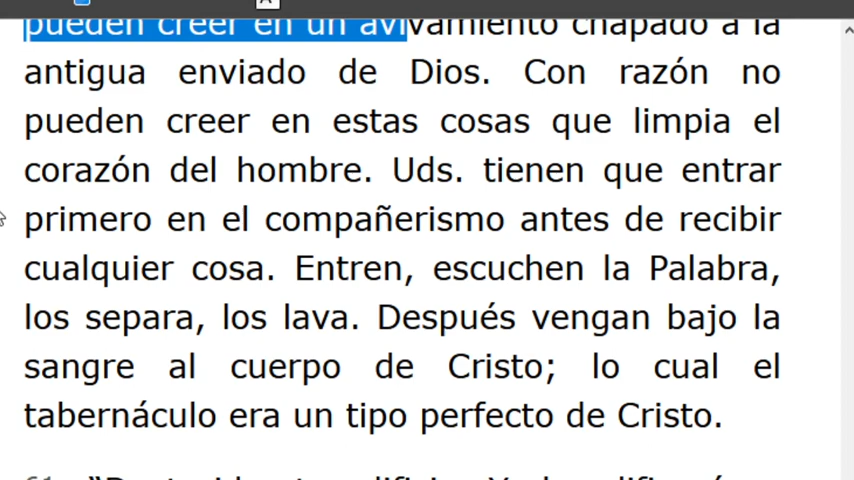 pueden creer en un avivamiento chapado a la
antigua enviado de Dios. Con razón no
pueden creer en estas cosas que limpia el
corazón del hombre. Uds. tienen que entrar
primero en el compañerismo antes de recibir
cualquier cosa. Entren, escuchen la Palabra,
los separa, los lava. Después vengan bajo la
sangre al cuerpo de Cristo; lo cual el
tabernáculo era un tipo perfecto de Cristo.